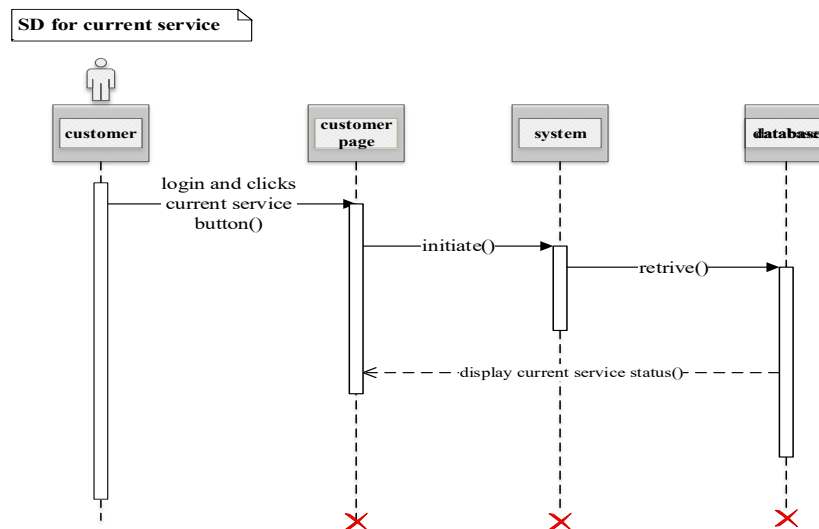 SD for current service
customer
customer
page
system
database
login and clicks
current service
button()
initiate()
retrive()
display current service status()